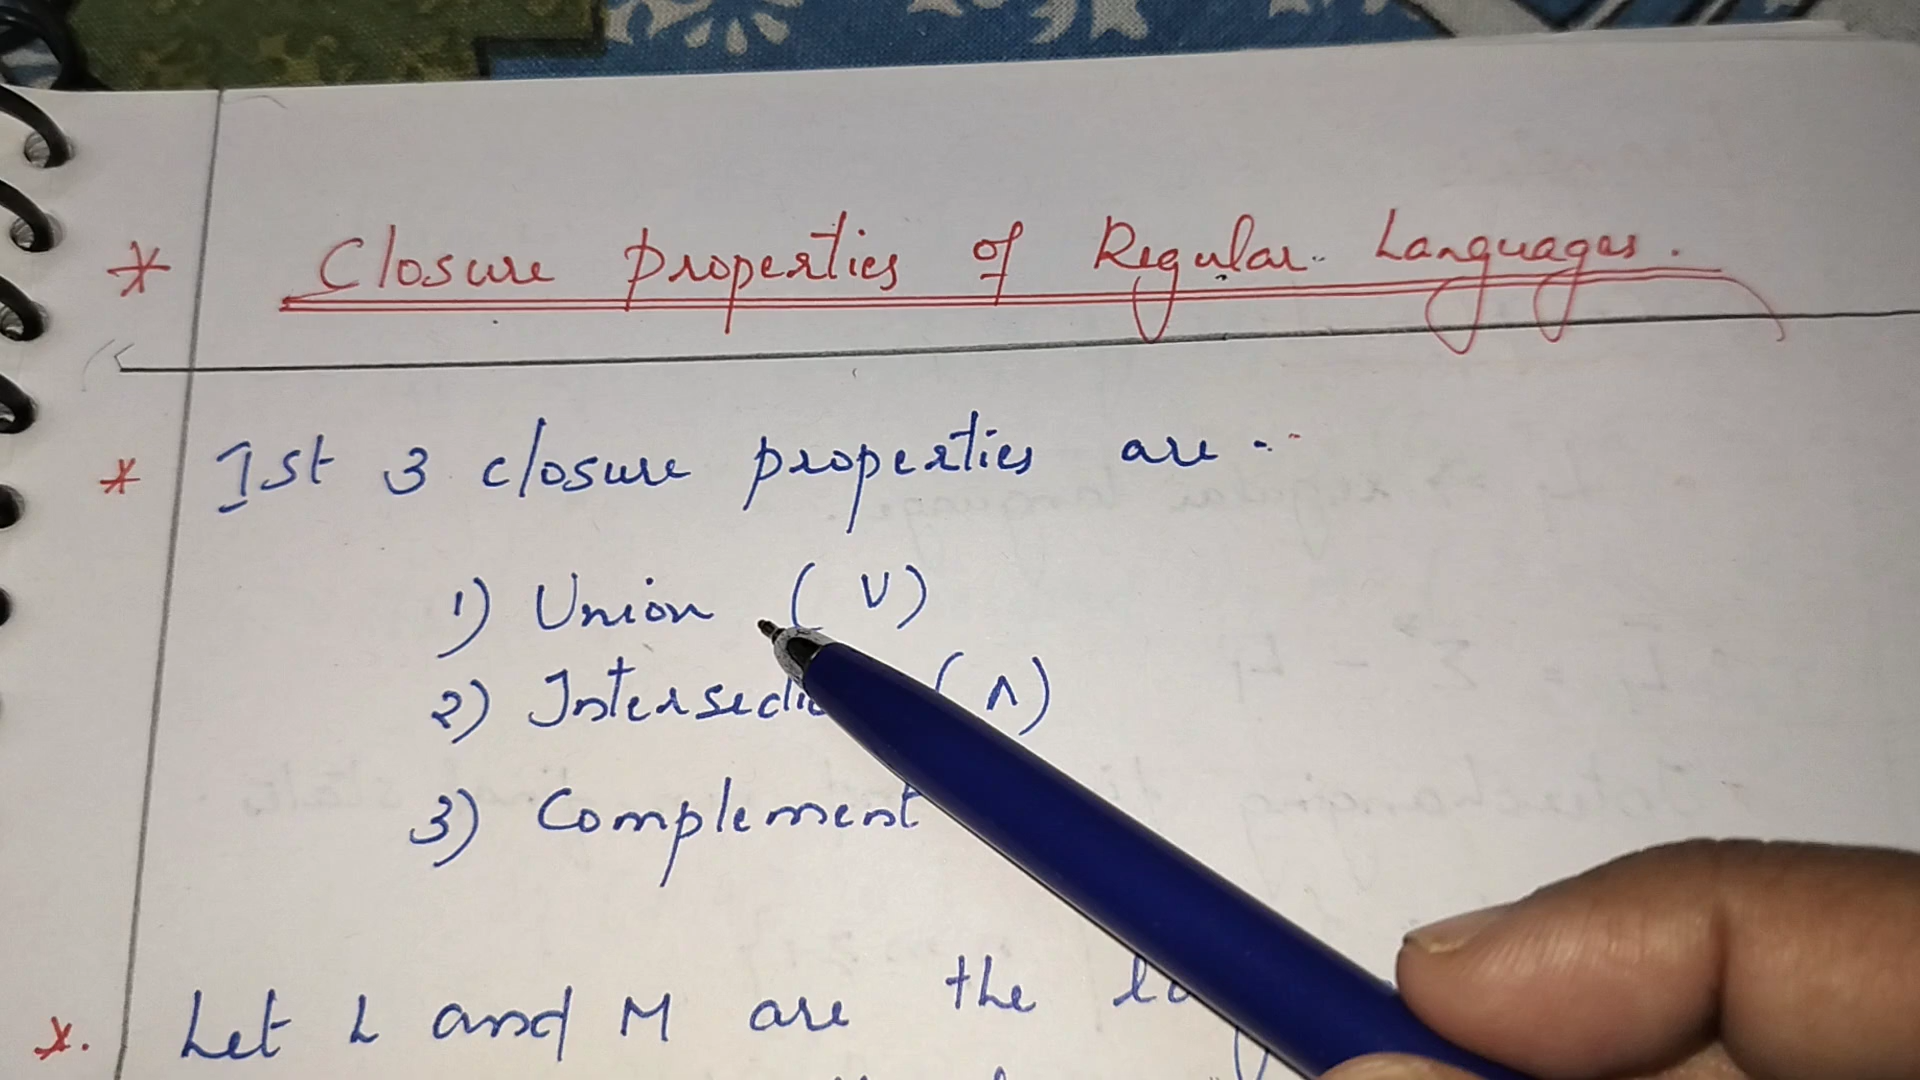 * Closure properties of Regular Languages.
* Ist 3 closure properties are -
1) Union (∪)
2) Intersectio (∩)
3) Complement
*. Let L and M are the